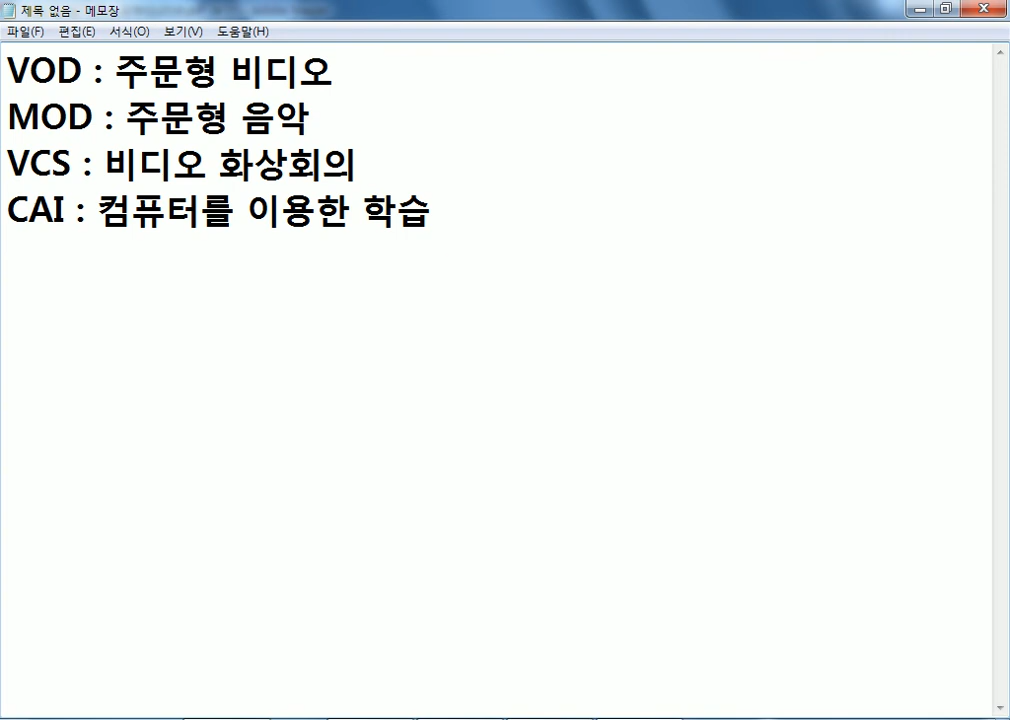 제목 없음 - 메모장
파일(F) 편집(E) 서식(O) 보기(V) 도움말(H)
VOD : 주문형 비디오
MOD : 주문형 음악
VCS : 비디오 화상회의
CAI : 컴퓨터를 이용한 학습